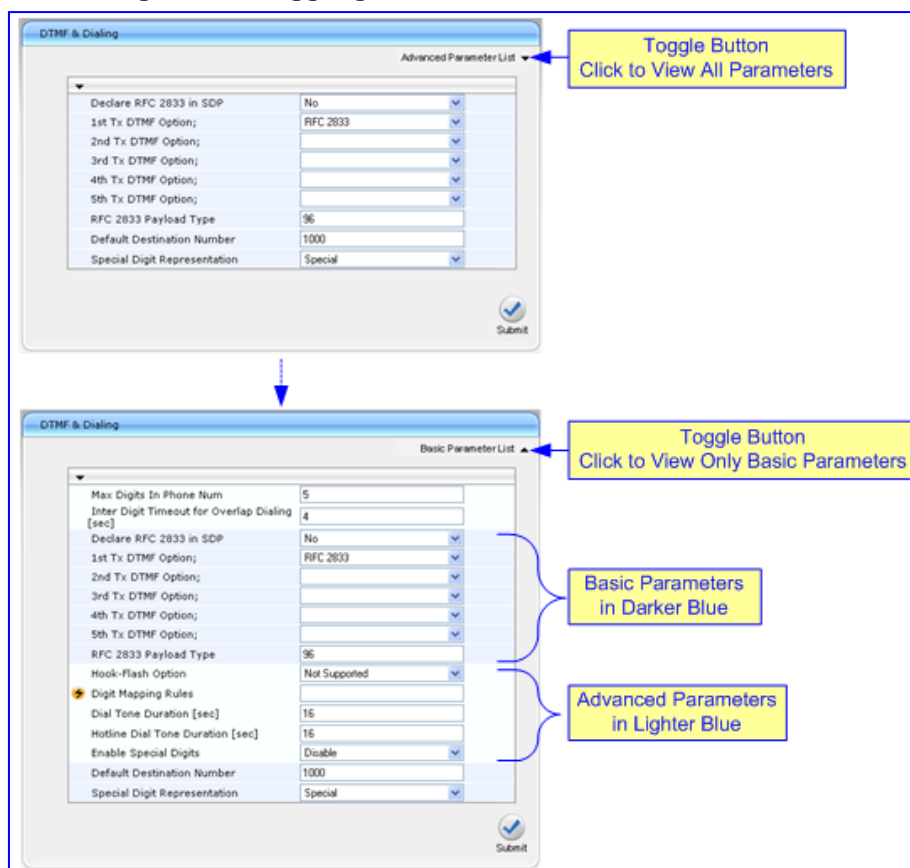 DTMF & Dialing
Advanced Parameter List
Toggle Button
Click to View All Parameters
Declare RFC 2833 in SDP No
1st Tx DTMF Option; RFC 2833
2nd Tx DTMF Option;
3rd Tx DTMF Option;
4th Tx DTMF Option;
5th Tx DTMF Option;
RFC 2833 Payload Type 96
Default Destination Number 1000
Special Digit Representation Special
Submit
DTMF & Dialing
Basic Parameter List
Toggle Button
Click to View Only Basic Parameters
Max Digits In Phone Num 5
Inter Digit Timeout for Overlap Dialing
[sec] 4
Declare RFC 2833 in SDP No
1st Tx DTMF Option; RFC 2833
2nd Tx DTMF Option;
3rd Tx DTMF Option;
4th Tx DTMF Option;
5th Tx DTMF Option;
RFC 2833 Payload Type 96
Basic Parameters
in Darker Blue
Hook-Flash Option Not Supported
Digit Mapping Rules
Dial Tone Duration [sec] 16
Hotline Dial Tone Duration [sec] 16
Enable Special Digits Disable
Advanced Parameters
in Lighter Blue
Default Destination Number 1000
Special Digit Representation Special
Submit